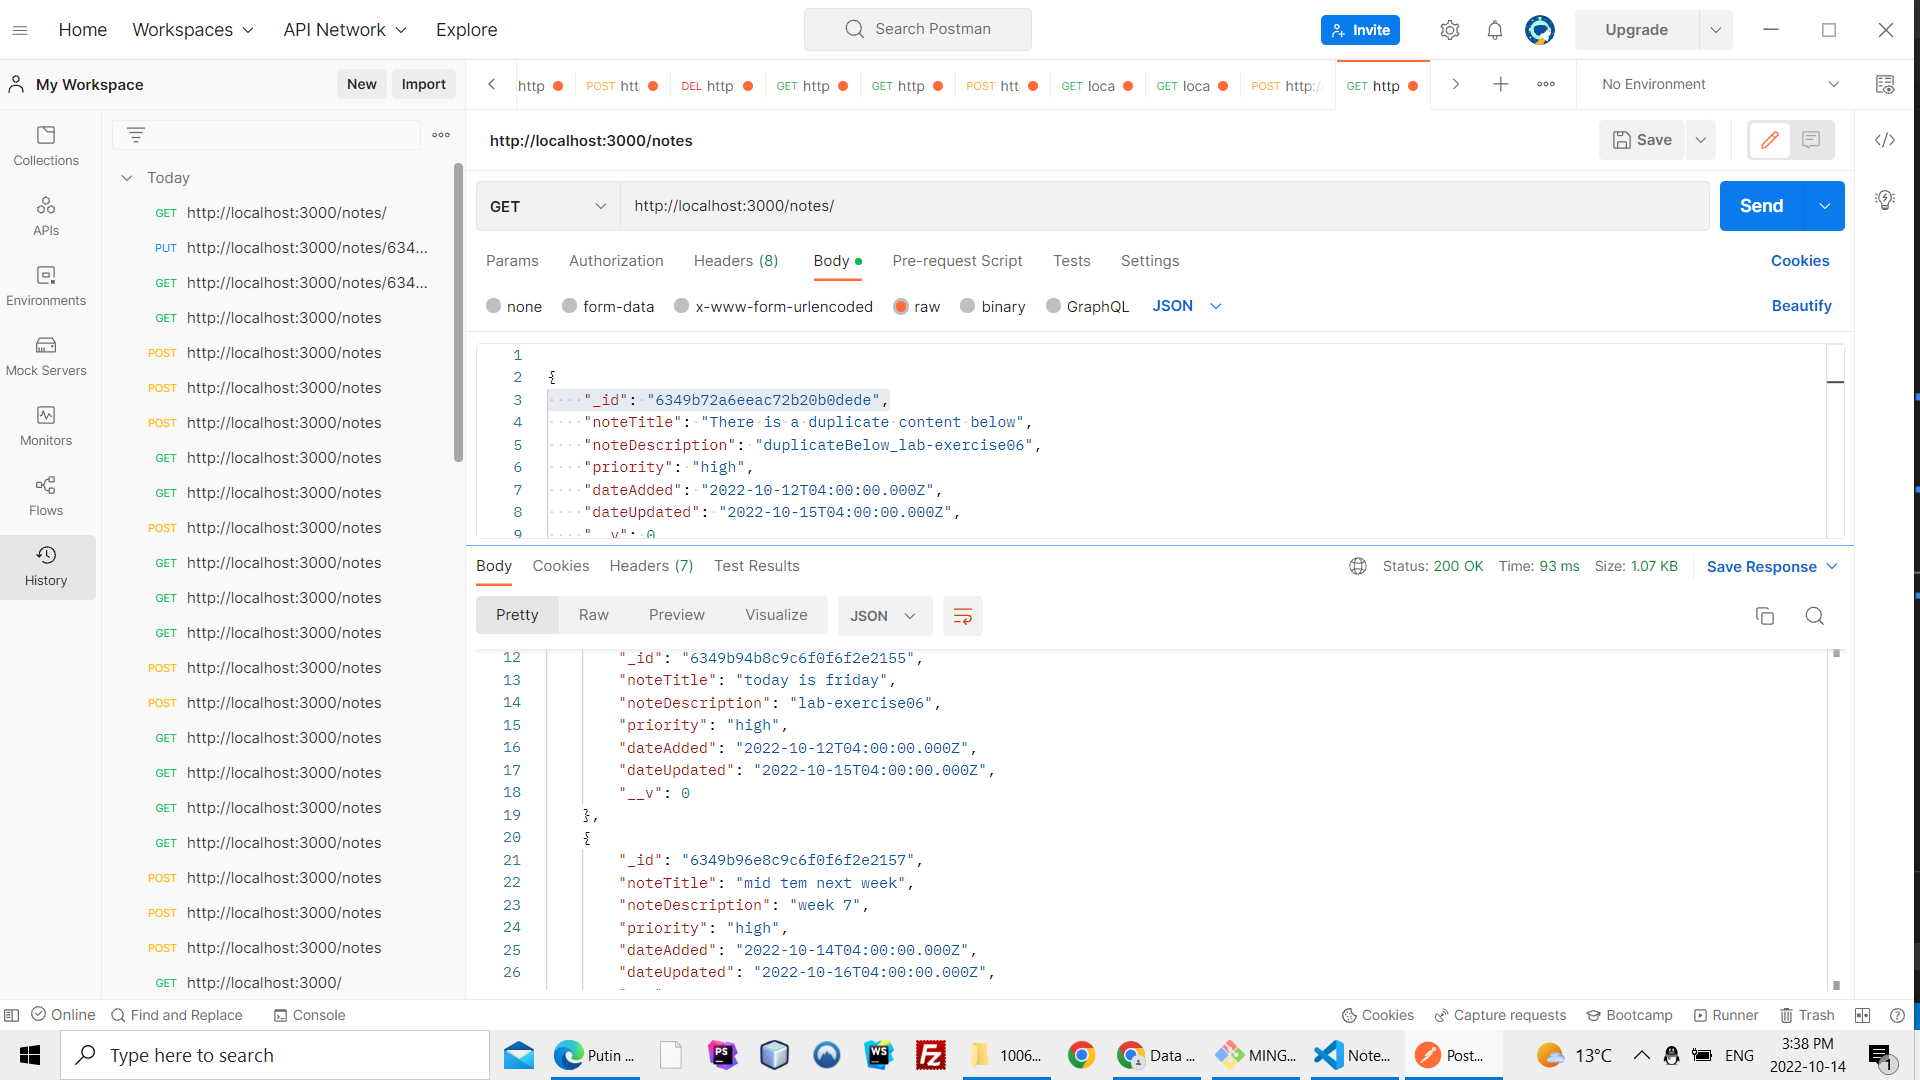 Home
Workspaces
API Network
Explore
Search Postman
Invite
Upgrade
My Workspace
New
Import
http
POST htt
DEL http
GET http
GET http
POST htt
GET loca
GET loca
POST http:/
GET http
No Environment
Collections
APIs
Environments
Mock Servers
Monitors
Flows
History
Today
GET http://localhost:3000/notes/
PUT http://localhost:3000/notes/634...
GET http://localhost:3000/notes/634...
GET http://localhost:3000/notes
POST http://localhost:3000/notes
POST http://localhost:3000/notes
POST http://localhost:3000/notes
GET http://localhost:3000/notes
GET http://localhost:3000/notes
POST http://localhost:3000/notes
GET http://localhost:3000/notes
GET http://localhost:3000/notes
GET http://localhost:3000/notes
POST http://localhost:3000/notes
POST http://localhost:3000/notes
GET http://localhost:3000/notes
GET http://localhost:3000/notes
GET http://localhost:3000/notes
GET http://localhost:3000/notes
POST http://localhost:3000/notes
POST http://localhost:3000/notes
POST http://localhost:3000/notes
GET http://localhost:3000/
http://localhost:3000/notes
Save
GET
http://localhost:3000/notes/
Send
Params
Authorization
Headers (8)
Body
Pre-request Script
Tests
Settings
Cookies
none
form-data
x-www-form-urlencoded
raw
binary
GraphQL
JSON
Beautify
1
2 {
3 "_id": "6349b72a6eeac72b20b0dede",
4 "noteTitle": "There is a duplicate content below",
5 "noteDescription": "duplicateBelow_lab-exercise06",
6 "priority": "high",
7 "dateAdded": "2022-10-12T04:00:00.000Z",
8 "dateUpdated": "2022-10-15T04:00:00.000Z",
9 "__v": 0
Body
Cookies
Headers (7)
Test Results
Status: 200 OK
Time: 93 ms
Size: 1.07 KB
Save Response
Pretty
Raw
Preview
Visualize
JSON
12 "_id": "6349b94b8c9c6f0f6f2e2155",
13 "noteTitle": "today is friday",
14 "noteDescription": "lab-exercise06",
15 "priority": "high",
16 "dateAdded": "2022-10-12T04:00:00.000Z",
17 "dateUpdated": "2022-10-15T04:00:00.000Z",
18 "__v": 0
19 },
20 {
21 "_id": "6349b96e8c9c6f0f6f2e2157",
22 "noteTitle": "mid tem next week",
23 "noteDescription": "week 7",
24 "priority": "high",
25 "dateAdded": "2022-10-14T04:00:00.000Z",
26 "dateUpdated": "2022-10-16T04:00:00.000Z",
Online
Find and Replace
Console
Cookies
Capture requests
Bootcamp
Runner
Trash
Type here to search
Putin ...
PS
WS
FZ
1006...
Data ...
MING...
Note...
Post...
13°C
ENG
3:38 PM
2022-10-14
1